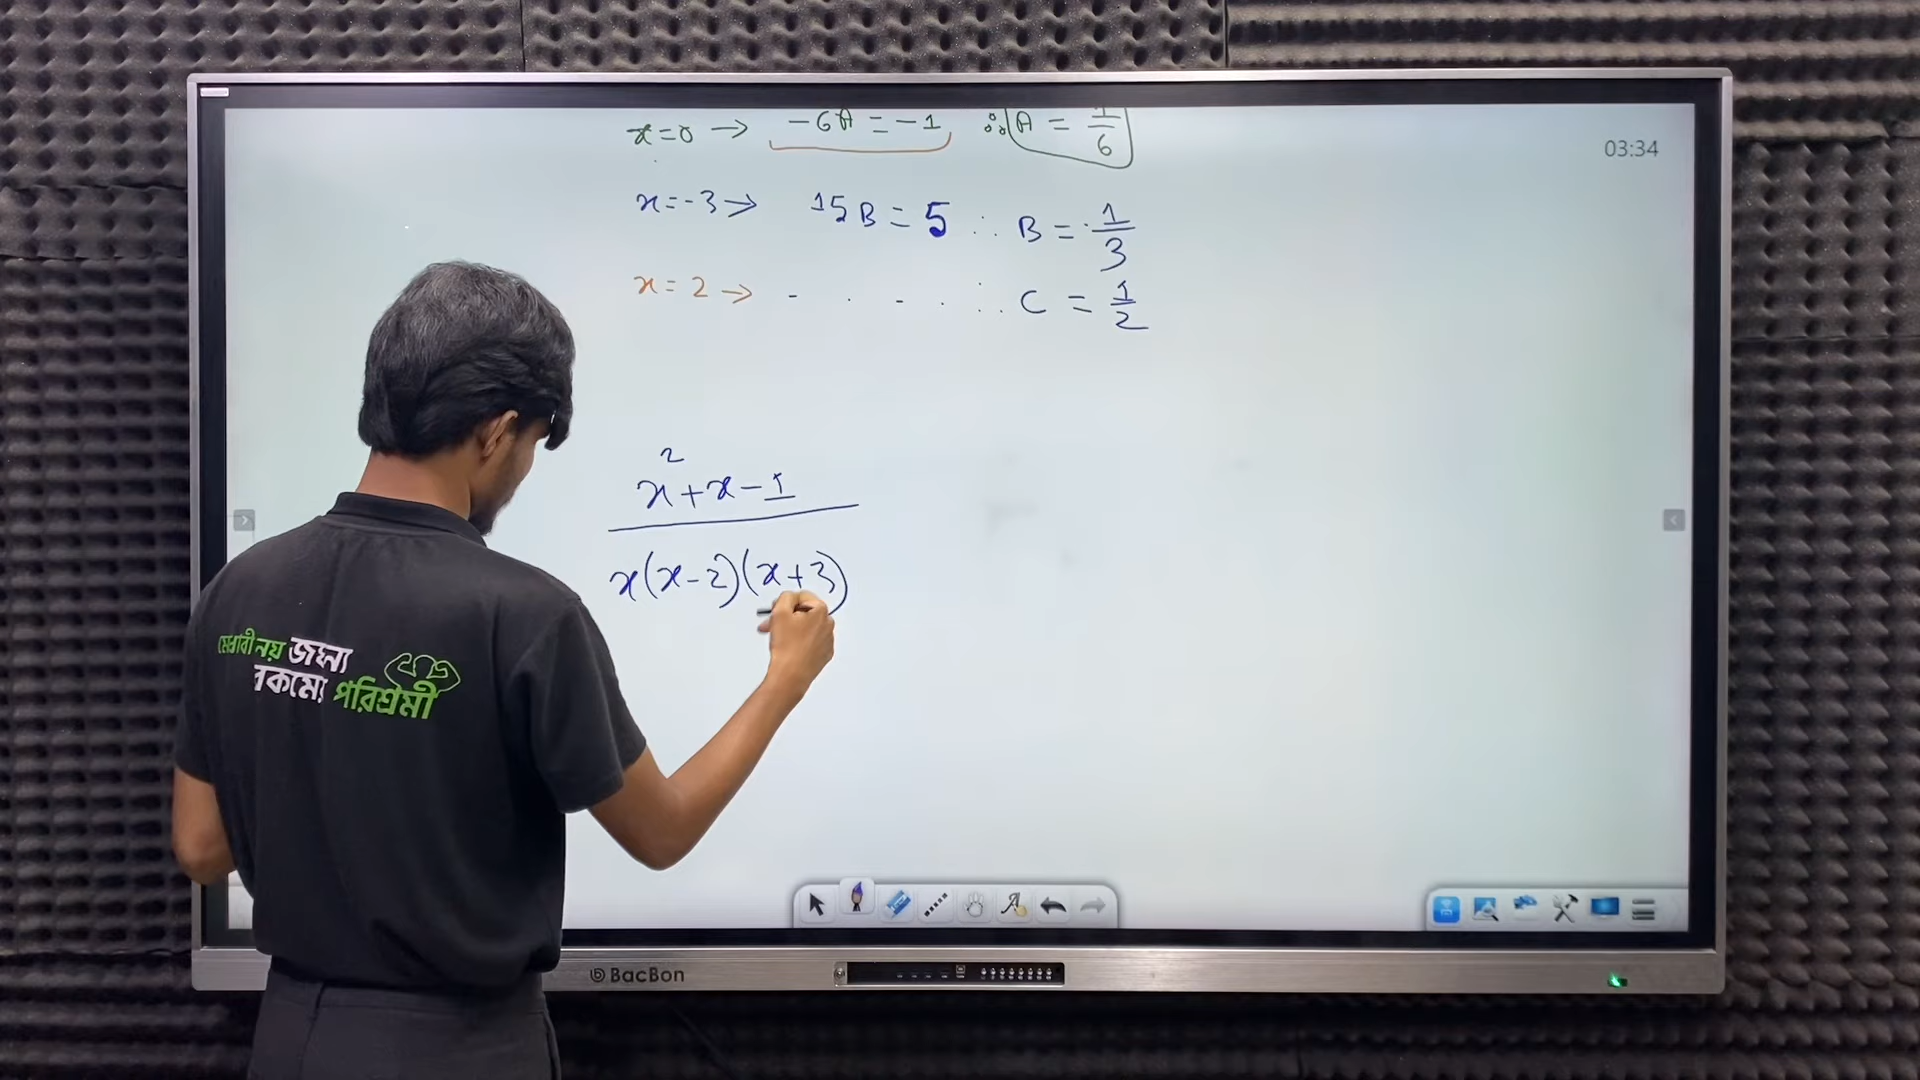 x=0 → -6A = -1 ∴ A = 1/6
03:34
x=-3 → 15B = 5 ∴ B = 1/3
x=2 → - . - . ∴ C = 1/2
x²+x-1
x(x-2)(x+3)
নয় জন্য
পরিশ্রমী
BacBon